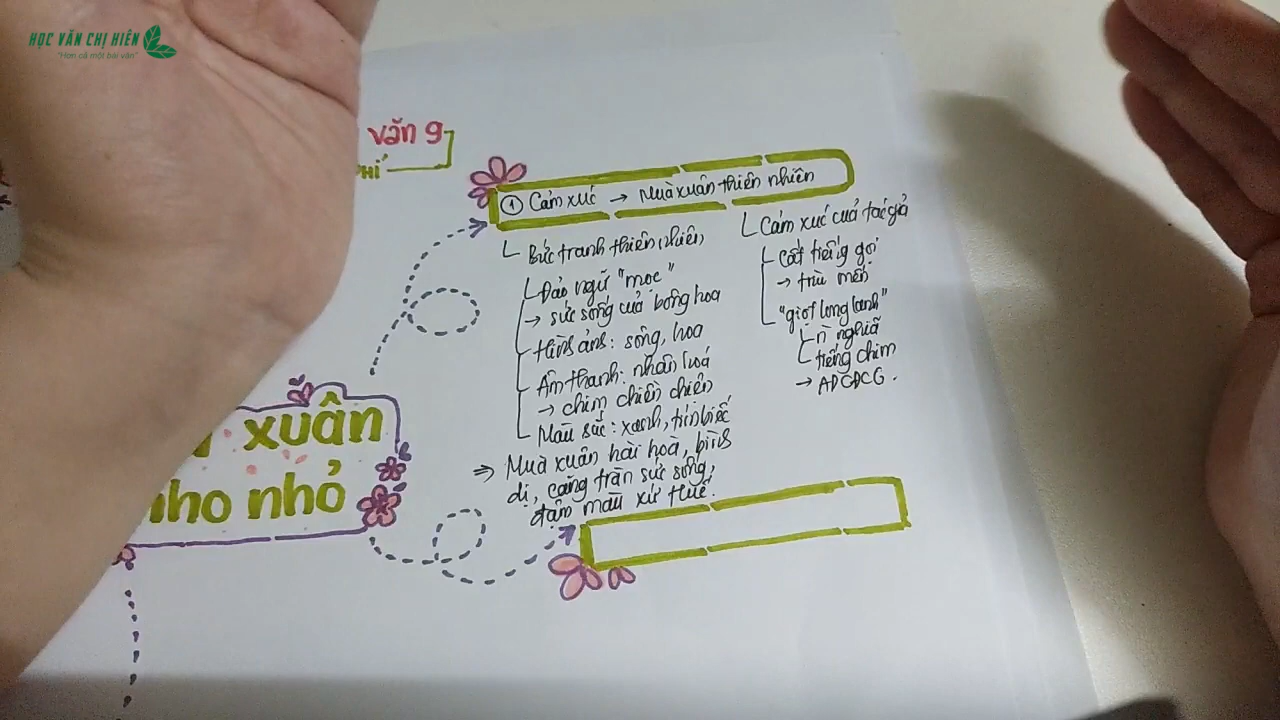 HỌC VĂN CHỊ HIÊN
"Hơn cả một bài văn"
văn 9
① Cảm xúc → Mùa xuân thiên nhiên
Bức tranh thiên nhiên
Đảo ngữ "mọc"
→ sức sống của bông hoa
Hình ảnh: sông, hoa
Âm thanh: nhân hoá
→ chim chiền chiện
Màu sắc: xanh, tím biếc
⇒ Mùa xuân hài hoà, bình
dị, căng tràn sức sống,
đậm màu xứ Huế.
Cảm xúc của tác giả
cất tiếng gọi
→ trìu mến
"giọt long lanh"
n nghĩa
tiếng chim
→ ADCĐCG.
xuân
nho nhỏ